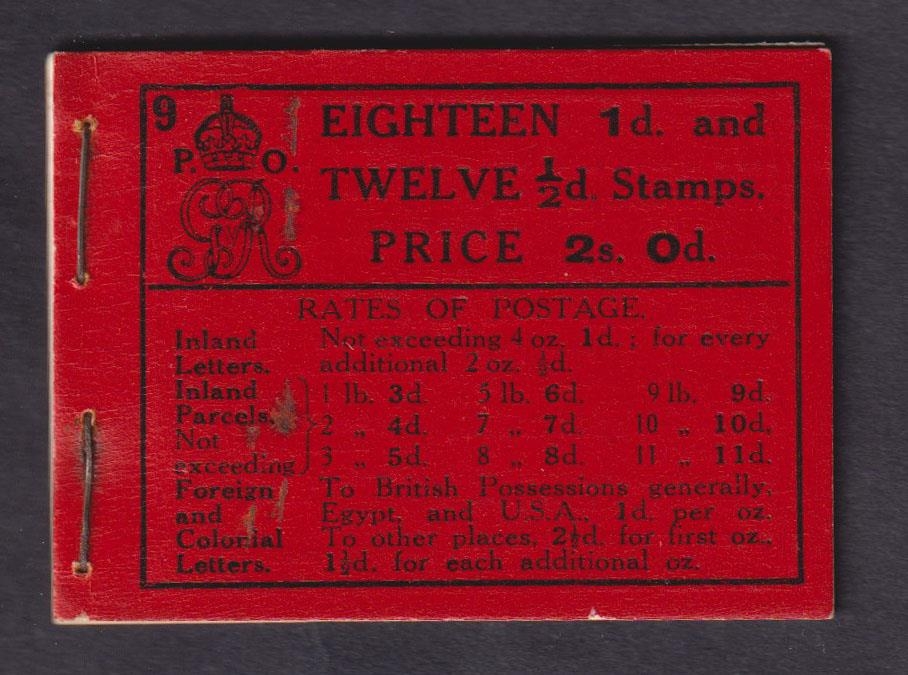 9
P. O.
GR
EIGHTEEN 1d. and
TWELVE ½d. Stamps.
PRICE 2s. 0d.
RATES OF POSTAGE.
Inland Letters. Not exceeding 4 oz. 1d.; for every
additional 2 oz. ½d.
Inland Parcels. Not exceeding
1 lb. 3d. 5 lb. 6d. 9 lb. 9d.
2 „ 4d. 7 „ 7d. 10 „ 10d.
3 „ 5d. 8 „ 8d. 11 „ 11d.
Foreign and Colonial Letters.
To British Possessions generally,
Egypt, and U.S.A., 1d. per oz.
To other places, 2½d. for first oz.,
1½d. for each additional oz.